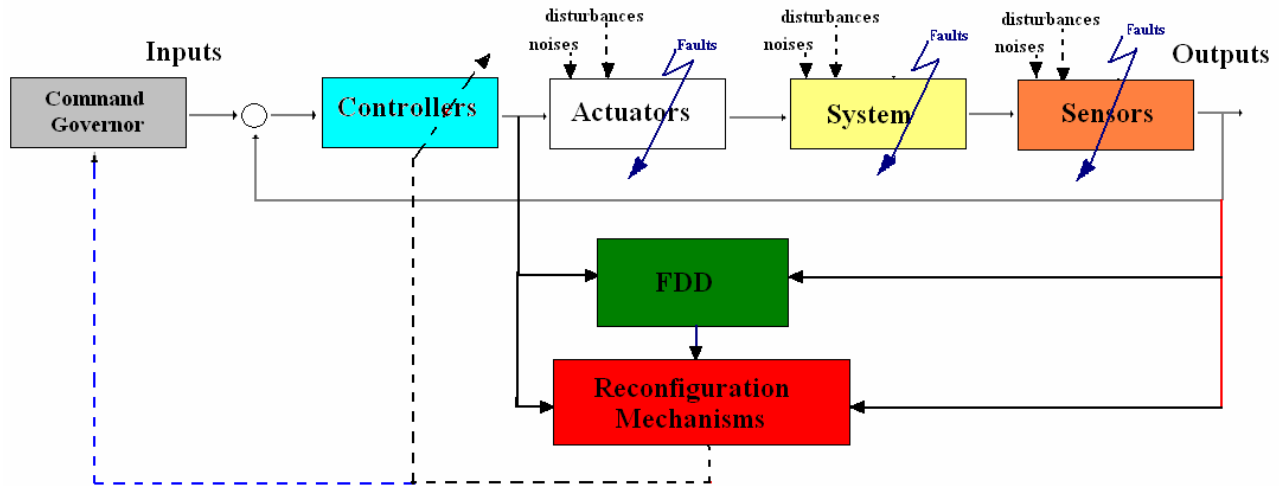 disturbances
noises
Faults
disturbances
noises
Faults
disturbances
noises
Faults
Inputs
Outputs
Command
Governor
Controllers
Actuators
System
Sensors
FDD
Reconfiguration
Mechanisms